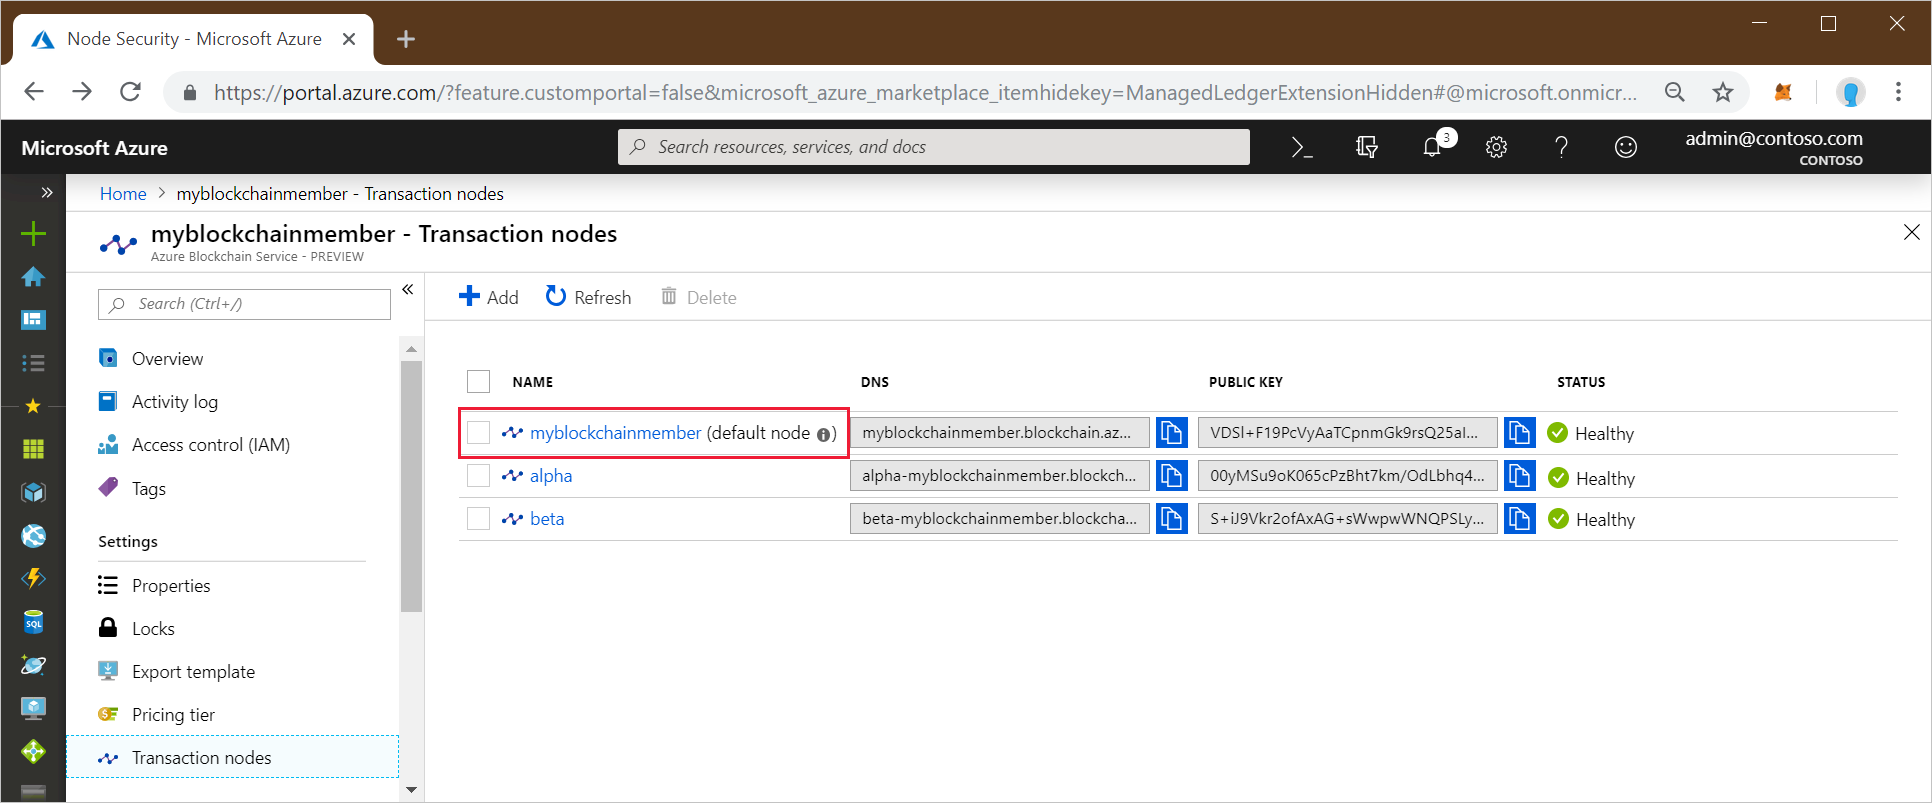 Node Security - Microsoft Azure
https://portal.azure.com/?feature.customportal=false&microsoft_azure_marketplace_itemhidekey=ManagedLedgerExtensionHidden#@microsoft.onmicr...
Microsoft Azure
Search resources, services, and docs
3
admin@contoso.com
CONTOSO
Home > myblockchainmember - Transaction nodes
myblockchainmember - Transaction nodes
Azure Blockchain Service - PREVIEW
Search (Ctrl+/)
Overview
Activity log
Access control (IAM)
Tags
Settings
Properties
Locks
Export template
Pricing tier
Transaction nodes
SQL
Add Refresh Delete
NAME DNS PUBLIC KEY STATUS
myblockchainmember (default node ) myblockchainmember.blockchain.az... VDSl+F19PcVyAaTCpnmGk9rsQ25aI... Healthy
alpha alpha-myblockchainmember.blockch... 00yMSu9oK065cPzBht7km/OdLbhq4... Healthy
beta beta-myblockchainmember.blockcha... S+iJ9Vkr2ofAxAG+sWwpwWNQPSLy... Healthy